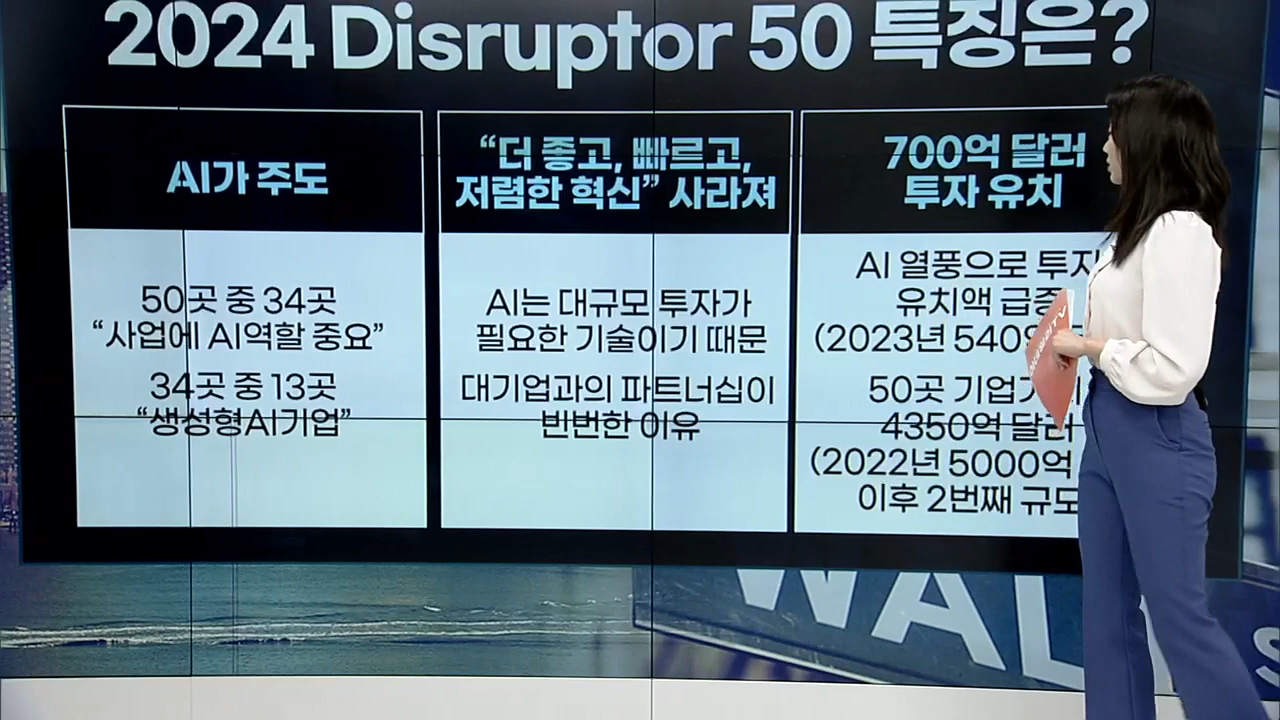 2024 Disruptor 50 특징은?
AI가 주도
50곳 중 34곳
“사업에 AI역할 중요”
34곳 중 13곳
“생성형AI기업”
“더 좋고, 빠르고,
저렴한 혁신” 사라져
AI는 대규모 투자가
필요한 기술이기 때문
대기업과의 파트너십이
빈번한 이유
700억 달러
투자 유치
AI 열풍으로 투자
유치액 급증
(2023년 540억
50곳 기업가치
4350억 달러
(2022년 5000억
이후 2번째 규모
WALL S